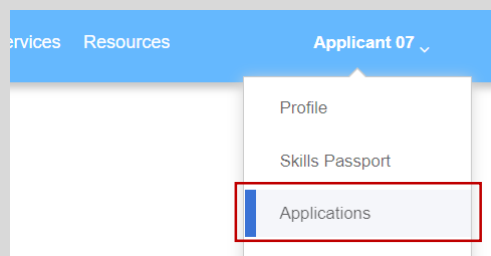 ervices Resources Applicant 07
Profile
Skills Passport
Applications